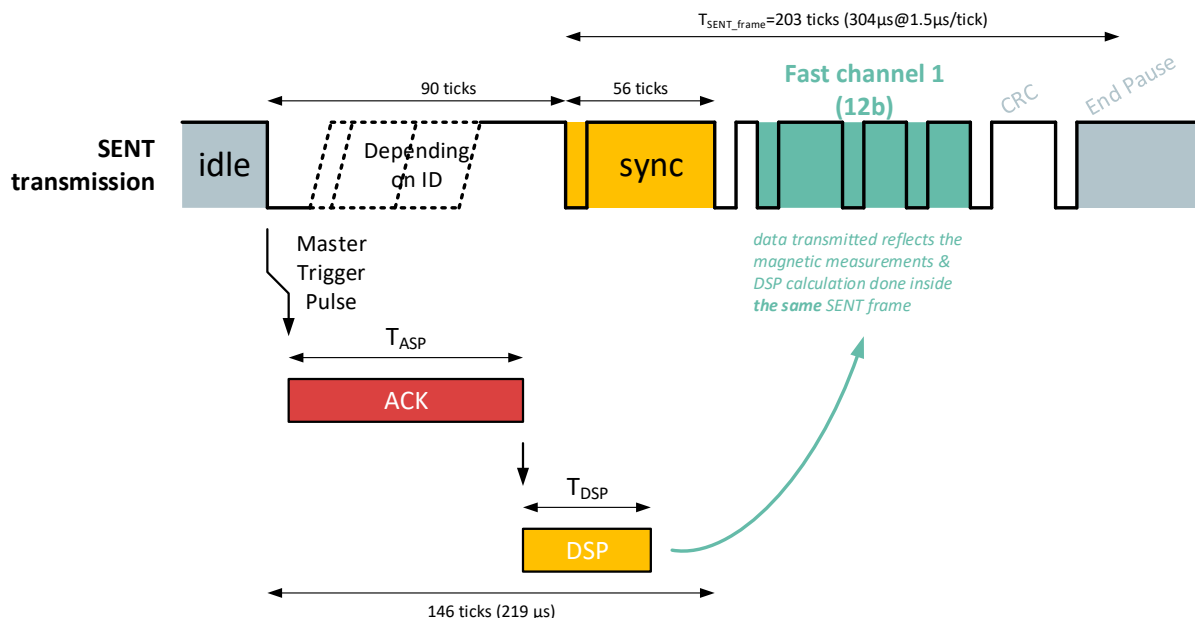 T_SENT_frame=203 ticks (304µs@1.5µs/tick)
Fast channel 1
(12b)
CRC
End Pause
90 ticks
56 ticks
SENT
transmission
idle
Depending
on ID
sync
Master
Trigger
Pulse
data transmitted reflects the
magnetic measurements &
DSP calculation done inside
the same SENT frame
T_ASP
ACK
T_DSP
DSP
146 ticks (219 µs)